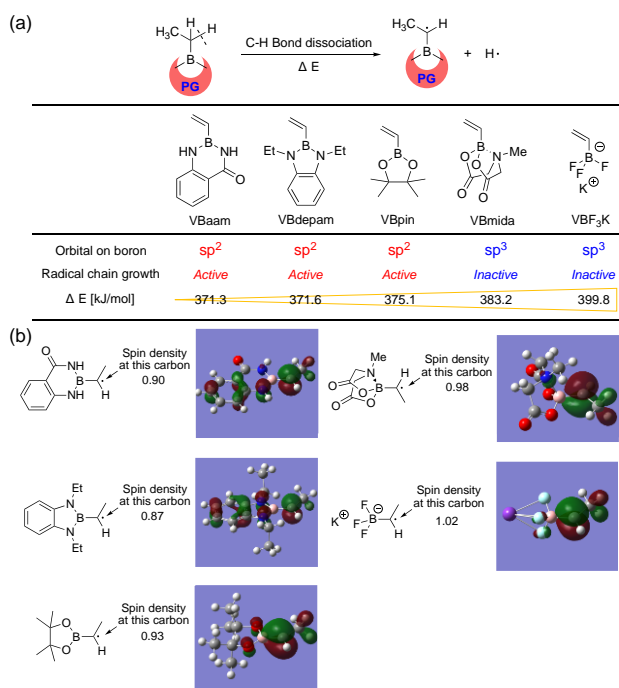 (a)
H₃C H H
B
PG
C-H Bond dissociation
Δ E
H₃C H
B
PG
+ H·
HN B NH O
Et N B N Et
B O O
B O O N Me O O
B ⊖ F F F K ⊕
VBaam VBdepam VBpin VBmida VBF₃K
Orbital on boron sp² sp² sp² sp³ sp³
Radical chain growth Active Active Active Inactive Inactive
Δ E [kJ/mol] 371.3 371.6 375.1 383.2 399.8
(b)
O HN B N H H
Spin density
at this carbon
0.90
Me N B O O O O H
Spin density
at this carbon
0.98
Et N B N Et H
Spin density
at this carbon
0.87
K ⊕ F F F B ⊖ H
Spin density
at this carbon
1.02
O B O H
Spin density
at this carbon
0.93